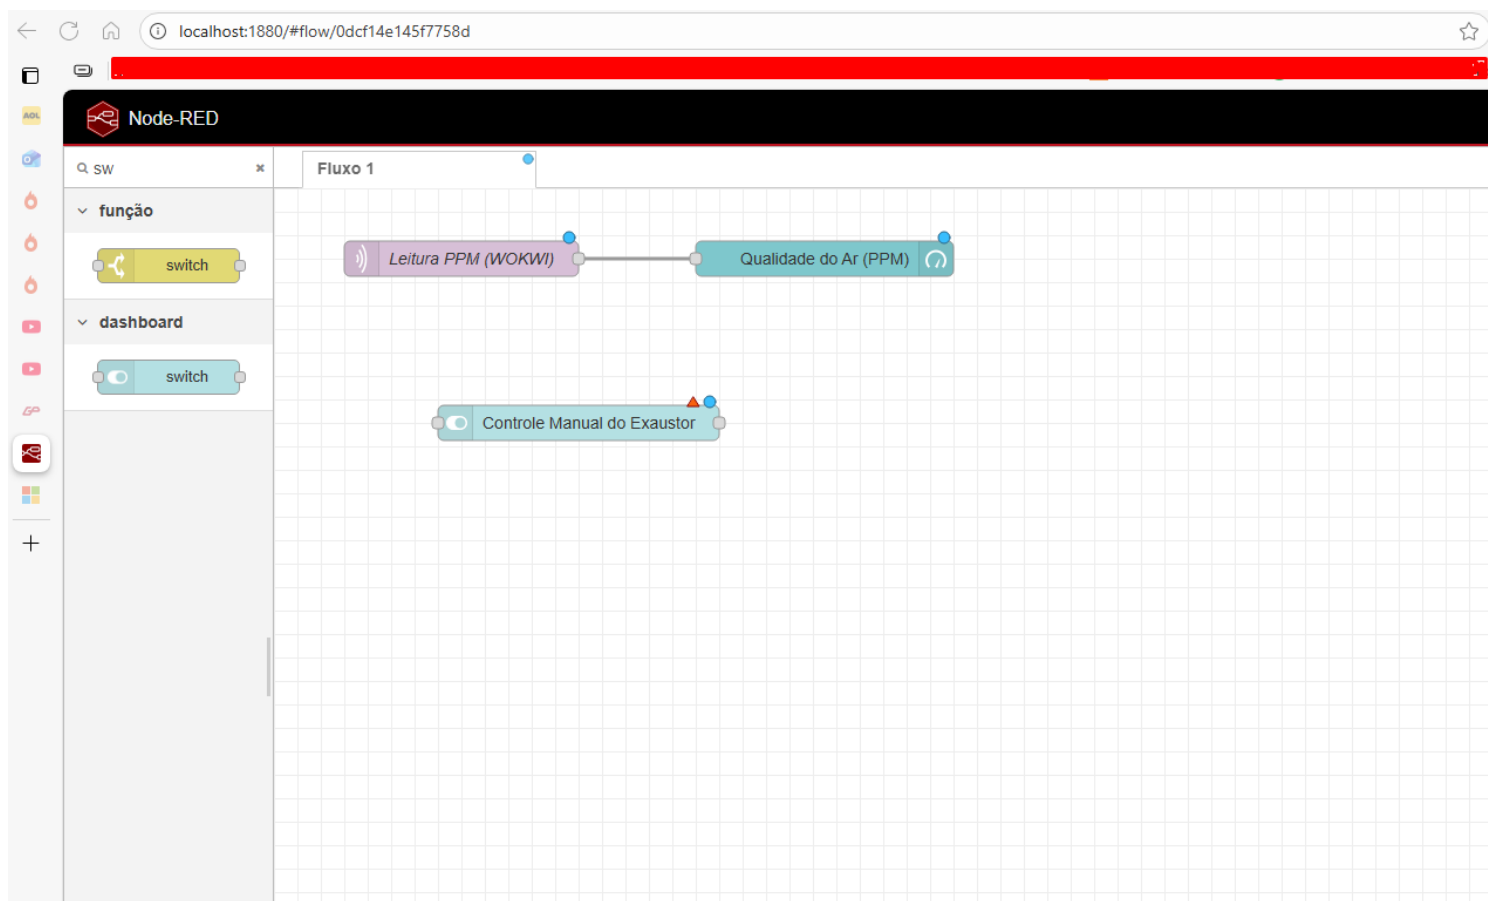 localhost:1880/#flow/0dcf14e145f7758d
AOL
Node-RED
sw
Fluxo 1
função
Leitura PPM (WOKWI)
Qualidade do Ar (PPM)
switch
dashboard
switch
Controle Manual do Exaustor